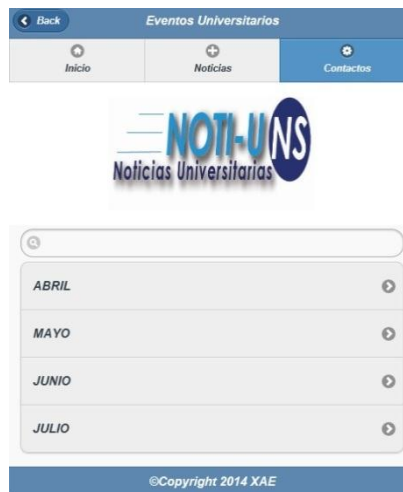 Back
Eventos Universitarios
Inicio
Noticias
Contactos
NOTI-UNS
Noticias Universitarias
ABRIL
MAYO
JUNIO
JULIO
©Copyright 2014 XAE